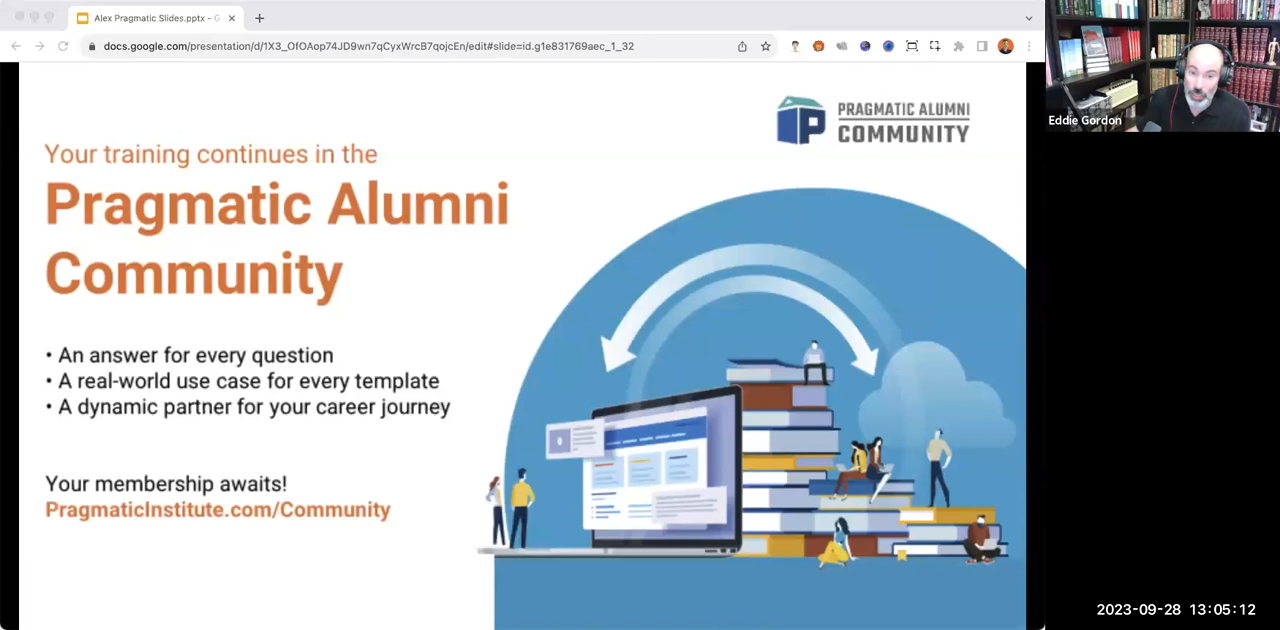 Alex Pragmatic Slides.pptx - G
docs.google.com/presentation/d/1X3_OfOAop74JD9wn7qCyxWrcB7qojcEn/edit#slide=id.g1e831769aec_1_32
Eddie Gordon
PRAGMATIC ALUMNI
COMMUNITY
Your training continues in the
Pragmatic Alumni
Community
• An answer for every question
• A real-world use case for every template
• A dynamic partner for your career journey
Your membership awaits!
PragmaticInstitute.com/Community
2023-09-28 13:05:12